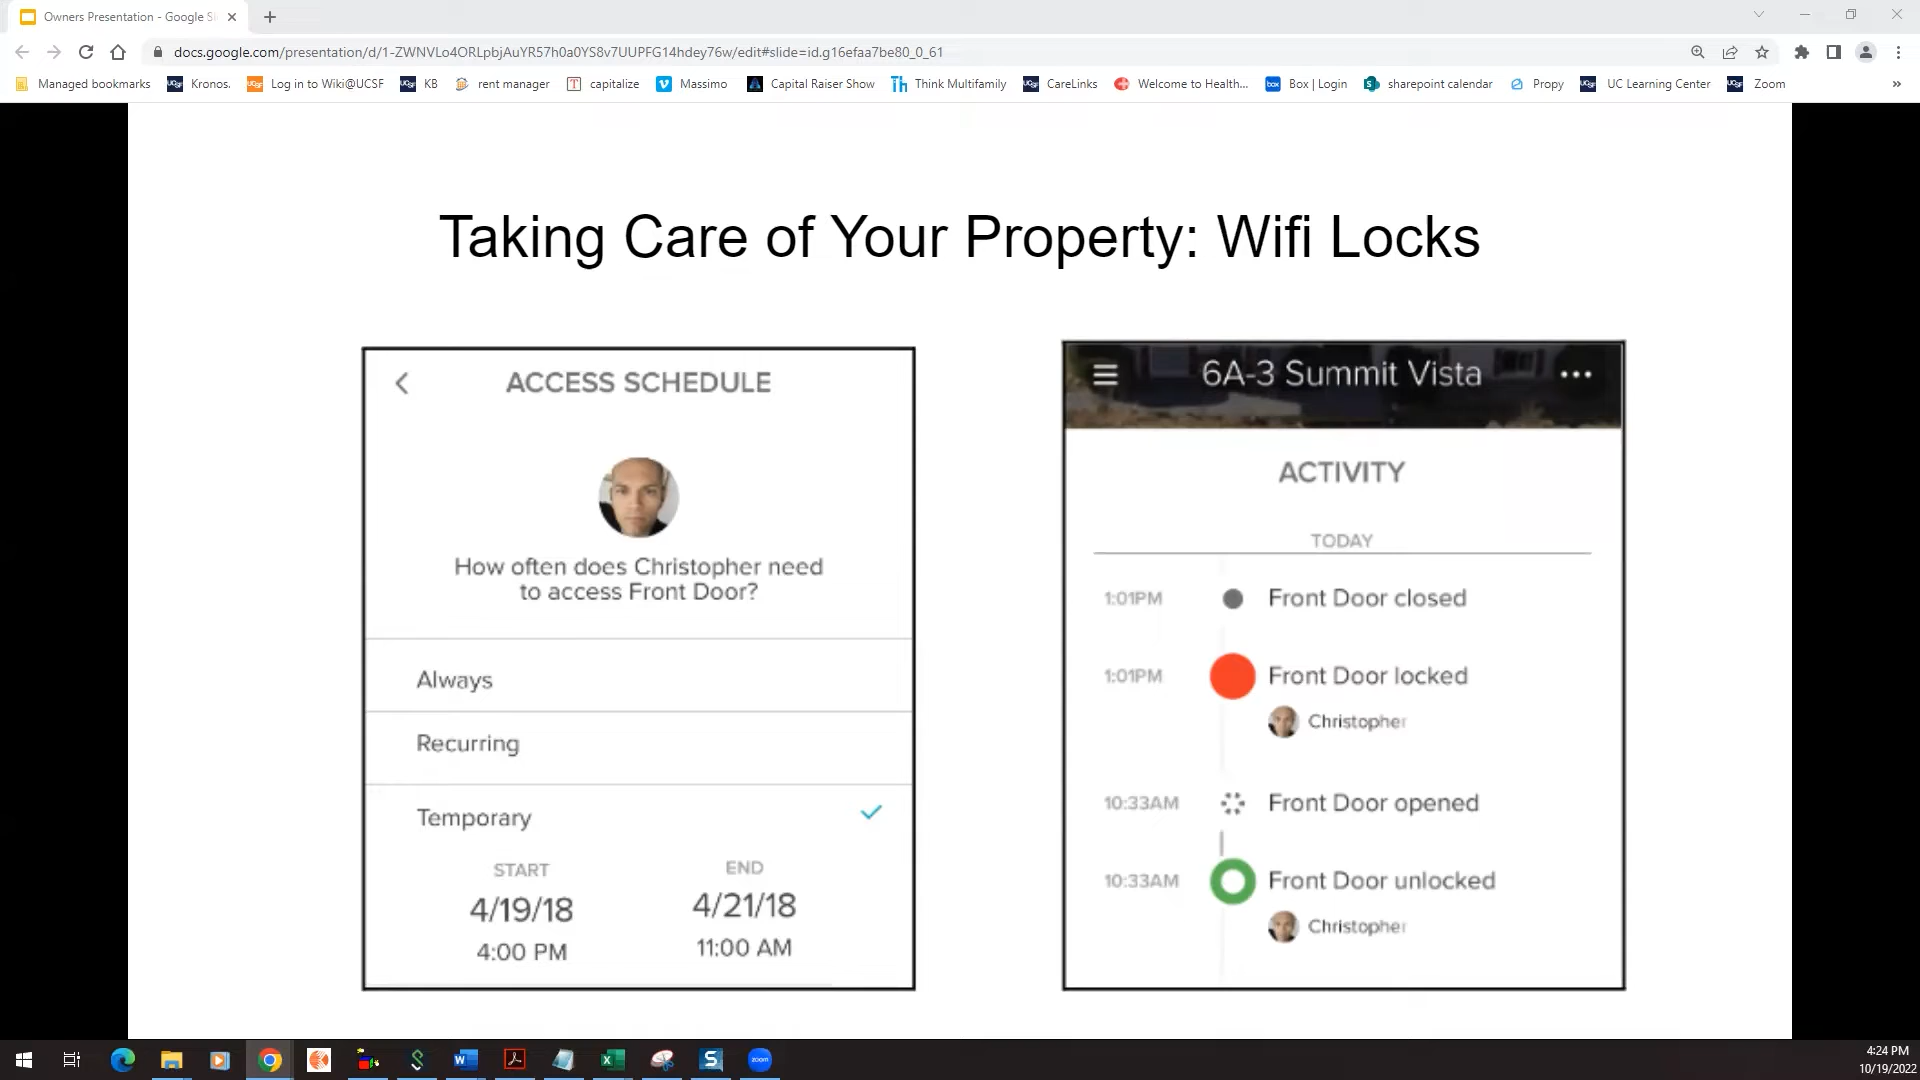 Owners Presentation - Google S
docs.google.com/presentation/d/1-ZWNVLo4ORLpbjAuYR57h0a0YS8v7UUPFG14hdey76w/edit#slide=id.g16efaa7be80_0_61
Managed bookmarks Kronos. Log in to Wiki@UCSF KB rent manager capitalize Massimo Capital Raiser Show Think Multifamily CareLinks Welcome to Health... Box | Login sharepoint calendar Propy UC Learning Center Zoom »
Taking Care of Your Property: Wifi Locks
ACCESS SCHEDULE
How often does Christopher need
to access Front Door?
Always
Recurring
Temporary
START END
4/19/18 4/21/18
4:00 PM 11:00 AM
6A-3 Summit Vista
ACTIVITY
TODAY
1:01PM Front Door closed
1:01PM Front Door locked
Christopher
10:33AM Front Door opened
10:33AM Front Door unlocked
Christopher
4:24 PM
10/19/2022